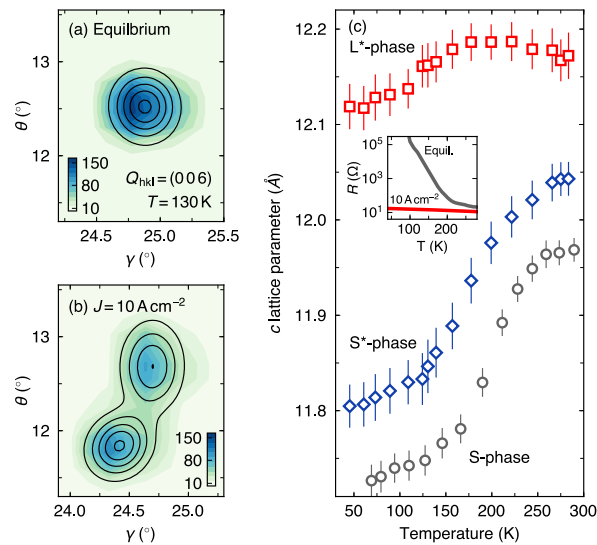 (a) Equilbrium
θ (°)
13
12
150
80
10
Q_hkl = (0 0 6)
T = 130 K
24.5
25.0
25.5
γ (°)
(b) J = 10 A cm⁻²
θ (°)
13
12
150
80
10
24.0
24.5
25.0
γ (°)
(c)
c lattice parameter (Å)
12.2
12.1
12.0
11.9
11.8
L*-phase
S*-phase
S-phase
R (Ω)
10⁵
10³
10¹
Equil.
10 A cm⁻²
100
200
T (K)
50
100
150
200
250
300
Temperature (K)